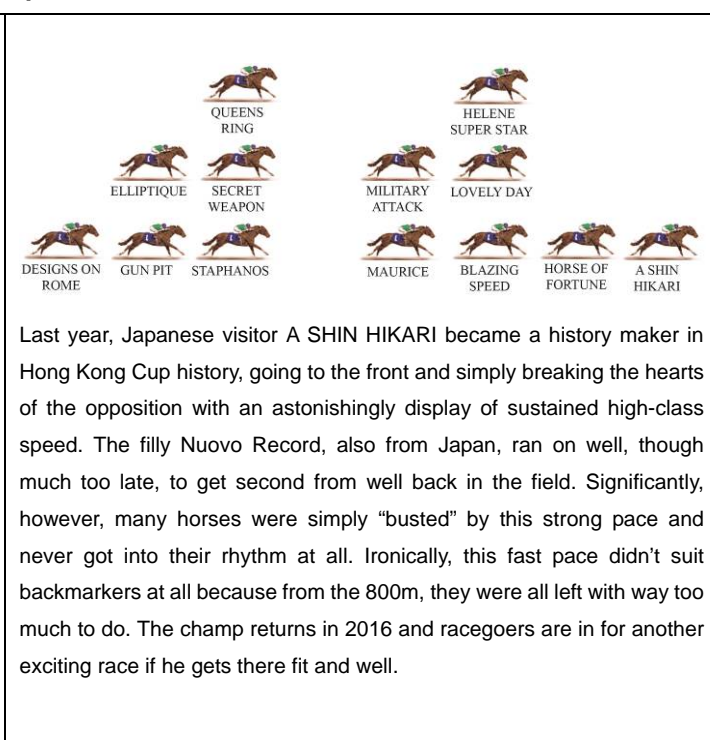 QUEENS
RING
HELENE
SUPER STAR
ELLIPTIQUE
SECRET
WEAPON
MILITARY
ATTACK
LOVELY DAY
DESIGNS ON
ROME
GUN PIT
STAPHANOS
MAURICE
BLAZING
SPEED
HORSE OF
FORTUNE
A SHIN
HIKARI
Last year, Japanese visitor A SHIN HIKARI became a history maker in
Hong Kong Cup history, going to the front and simply breaking the hearts
of the opposition with an astonishingly display of sustained high-class
speed. The filly Nuovo Record, also from Japan, ran on well, though
much too late, to get second from well back in the field. Significantly,
however, many horses were simply “busted” by this strong pace and
never got into their rhythm at all. Ironically, this fast pace didn’t suit
backmarkers at all because from the 800m, they were all left with way too
much to do. The champ returns in 2016 and racegoers are in for another
exciting race if he gets there fit and well.